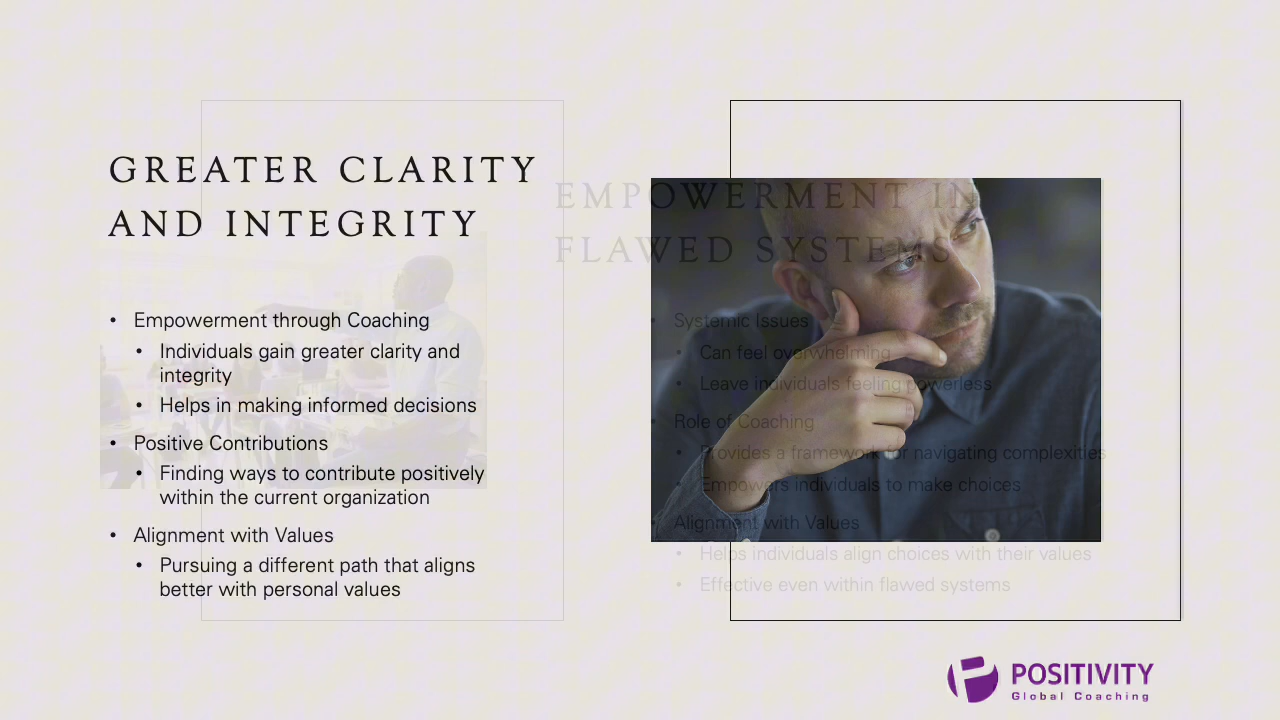 GREATER CLARITY
AND INTEGRITY
• Empowerment through Coaching
• Individuals gain greater clarity and
integrity
• Helps in making informed decisions
• Positive Contributions
• Finding ways to contribute positively
within the current organization
• Alignment with Values
• Pursuing a different path that aligns
better with personal values
EMPOWERMENT IN
FLAWED SYSTEMS
• Systemic Issues
• Can feel overwhelming
• Leave individuals feeling powerless
• Role of Coaching
• Provides a framework for navigating complexities
• Empowers individuals to make choices
• Alignment with Values
• Helps individuals align choices with their values
• Effective even within flawed systems
POSITIVITY
Global Coaching